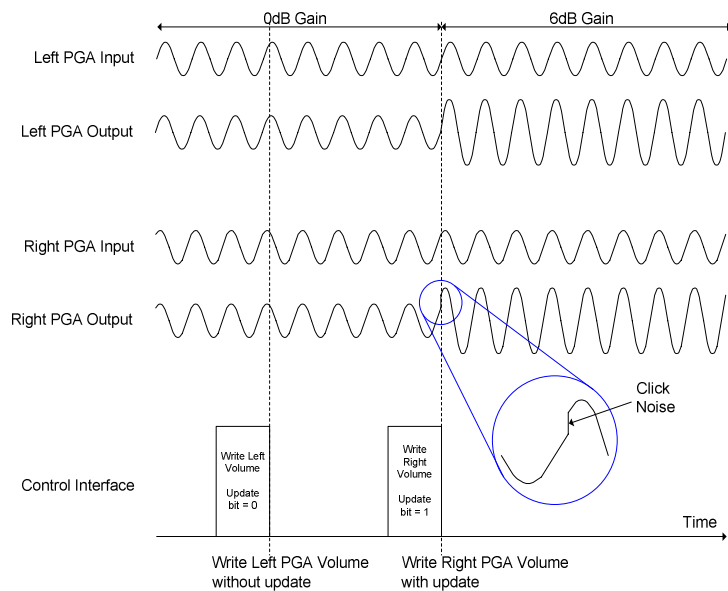 0dB Gain
6dB Gain
Left PGA Input
Left PGA Output
Right PGA Input
Right PGA Output
Click
Noise
Write Left
Volume
Update
bit = 0
Write
Right
Volume
Update
bit = 1
Control Interface
Time
Write Left PGA Volume
without update
Write Right PGA Volume
with update